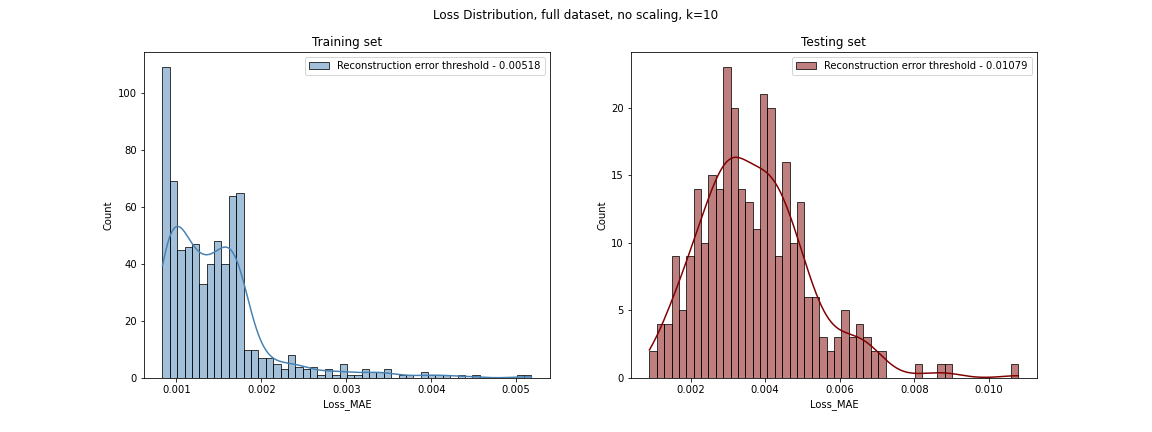 Loss Distribution, full dataset, no scaling, k=10
Training set
Reconstruction error threshold - 0.00518
Count
100
80
60
40
20
0
0.001 0.002 0.003 0.004 0.005
Loss_MAE
Testing set
Reconstruction error threshold - 0.01079
Count
20
15
10
5
0
0.002 0.004 0.006 0.008 0.010
Loss_MAE